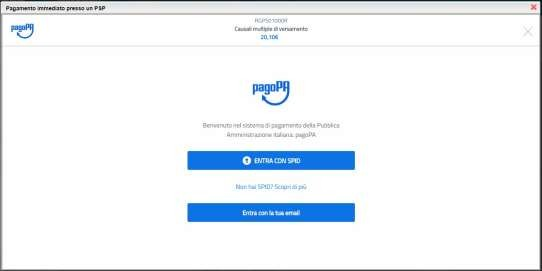 Pagamento immediato presso un PSP
pagoPA
Causali multiple di versamento
20,10€
pagoPA
Benvenuto nel sistema di pagamento della Pubblica
Amministrazione italiana: pagoPA
ENTRA CON SPID
Non hai SPID? Scopri di più
Entra con la tua email